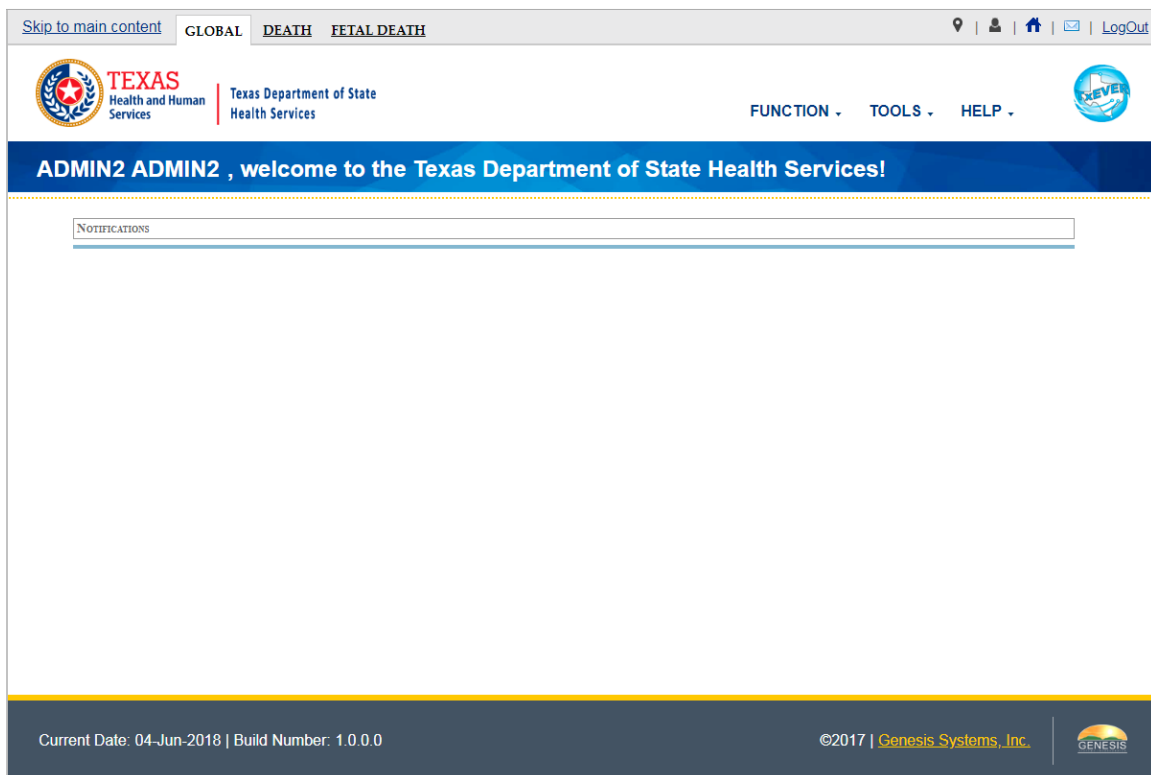 Skip to main content GLOBAL DEATH FETAL DEATH | | | | LogOut
TEXAS
Health and Human
Services
Texas Department of State
Health Services
FUNCTION TOOLS HELP
TxEVER
ADMIN2 ADMIN2 , welcome to the Texas Department of State Health Services!
NOTIFICATIONS
Current Date: 04-Jun-2018 | Build Number: 1.0.0.0
©2017 | Genesis Systems, Inc.
GENESIS